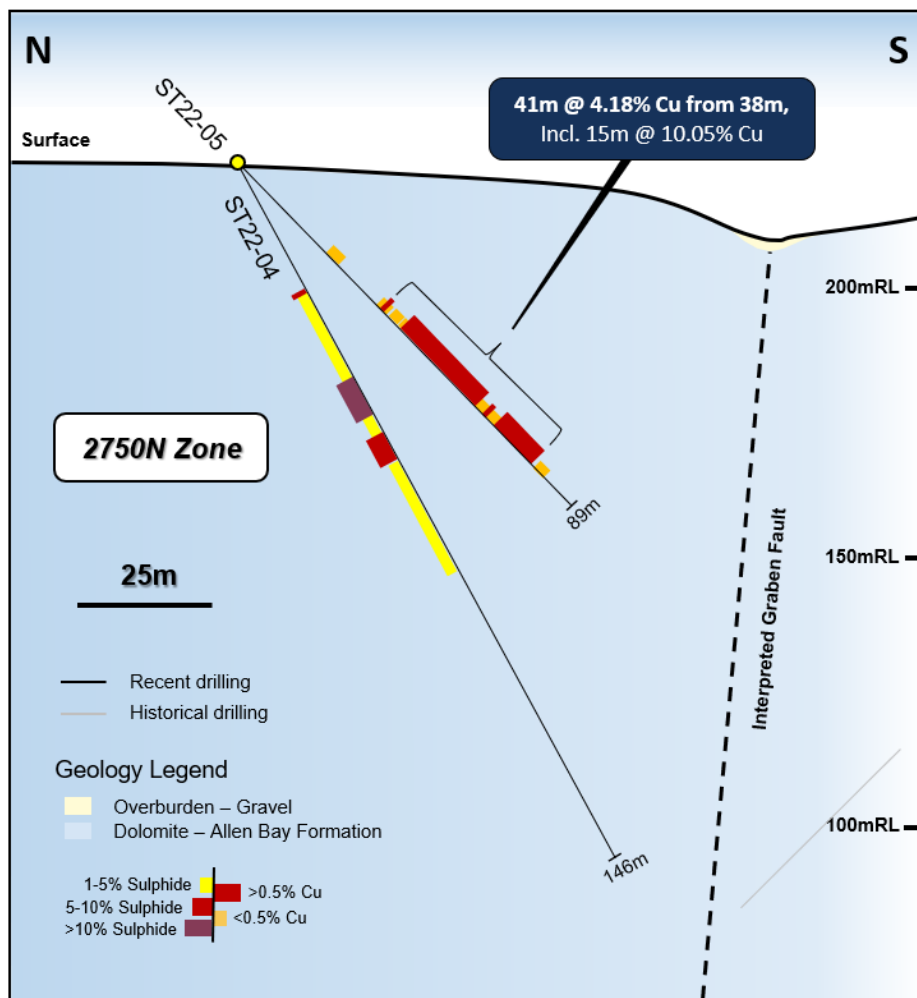 N
S
ST22-05
41m @ 4.18% Cu from 38m,
Incl. 15m @ 10.05% Cu
Surface
ST22-04
200mRL
2750N Zone
89m
150mRL
25m
Interpreted Graben Fault
Recent drilling
Historical drilling
Geology Legend
Overburden – Gravel
Dolomite – Allen Bay Formation
100mRL
146m
1-5% Sulphide
>0.5% Cu
5-10% Sulphide
<0.5% Cu
>10% Sulphide